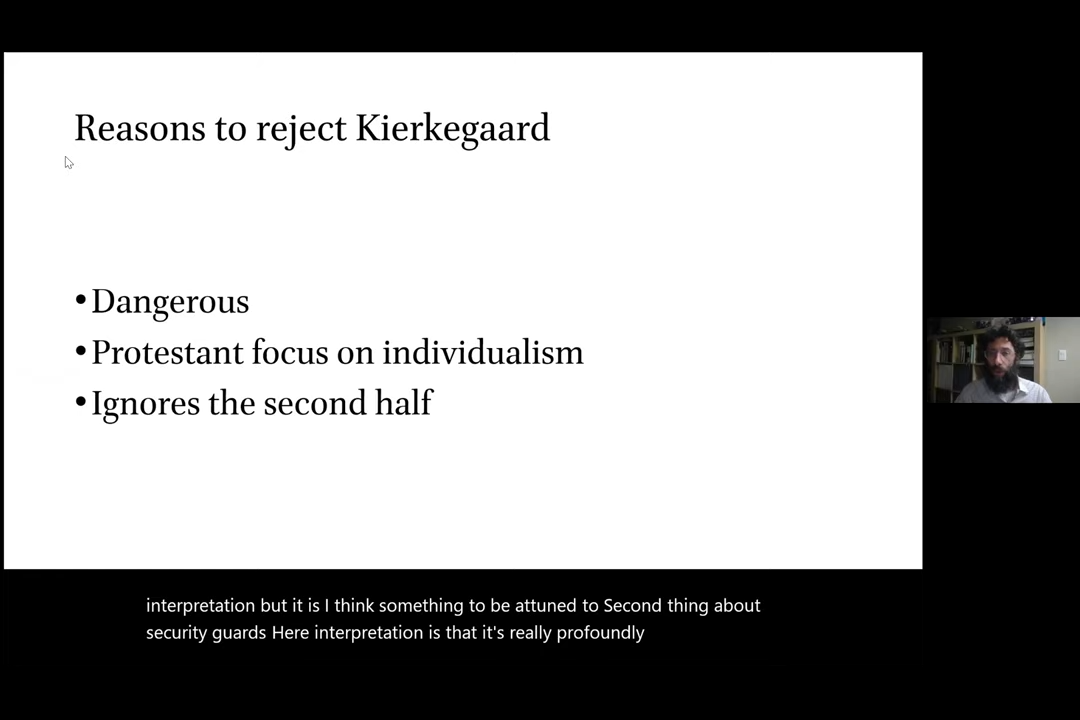 Reasons to reject Kierkegaard
•Dangerous
•Protestant focus on individualism
•Ignores the second half
interpretation but it is I think something to be attuned to Second thing about
security guards Here interpretation is that it's really profoundly